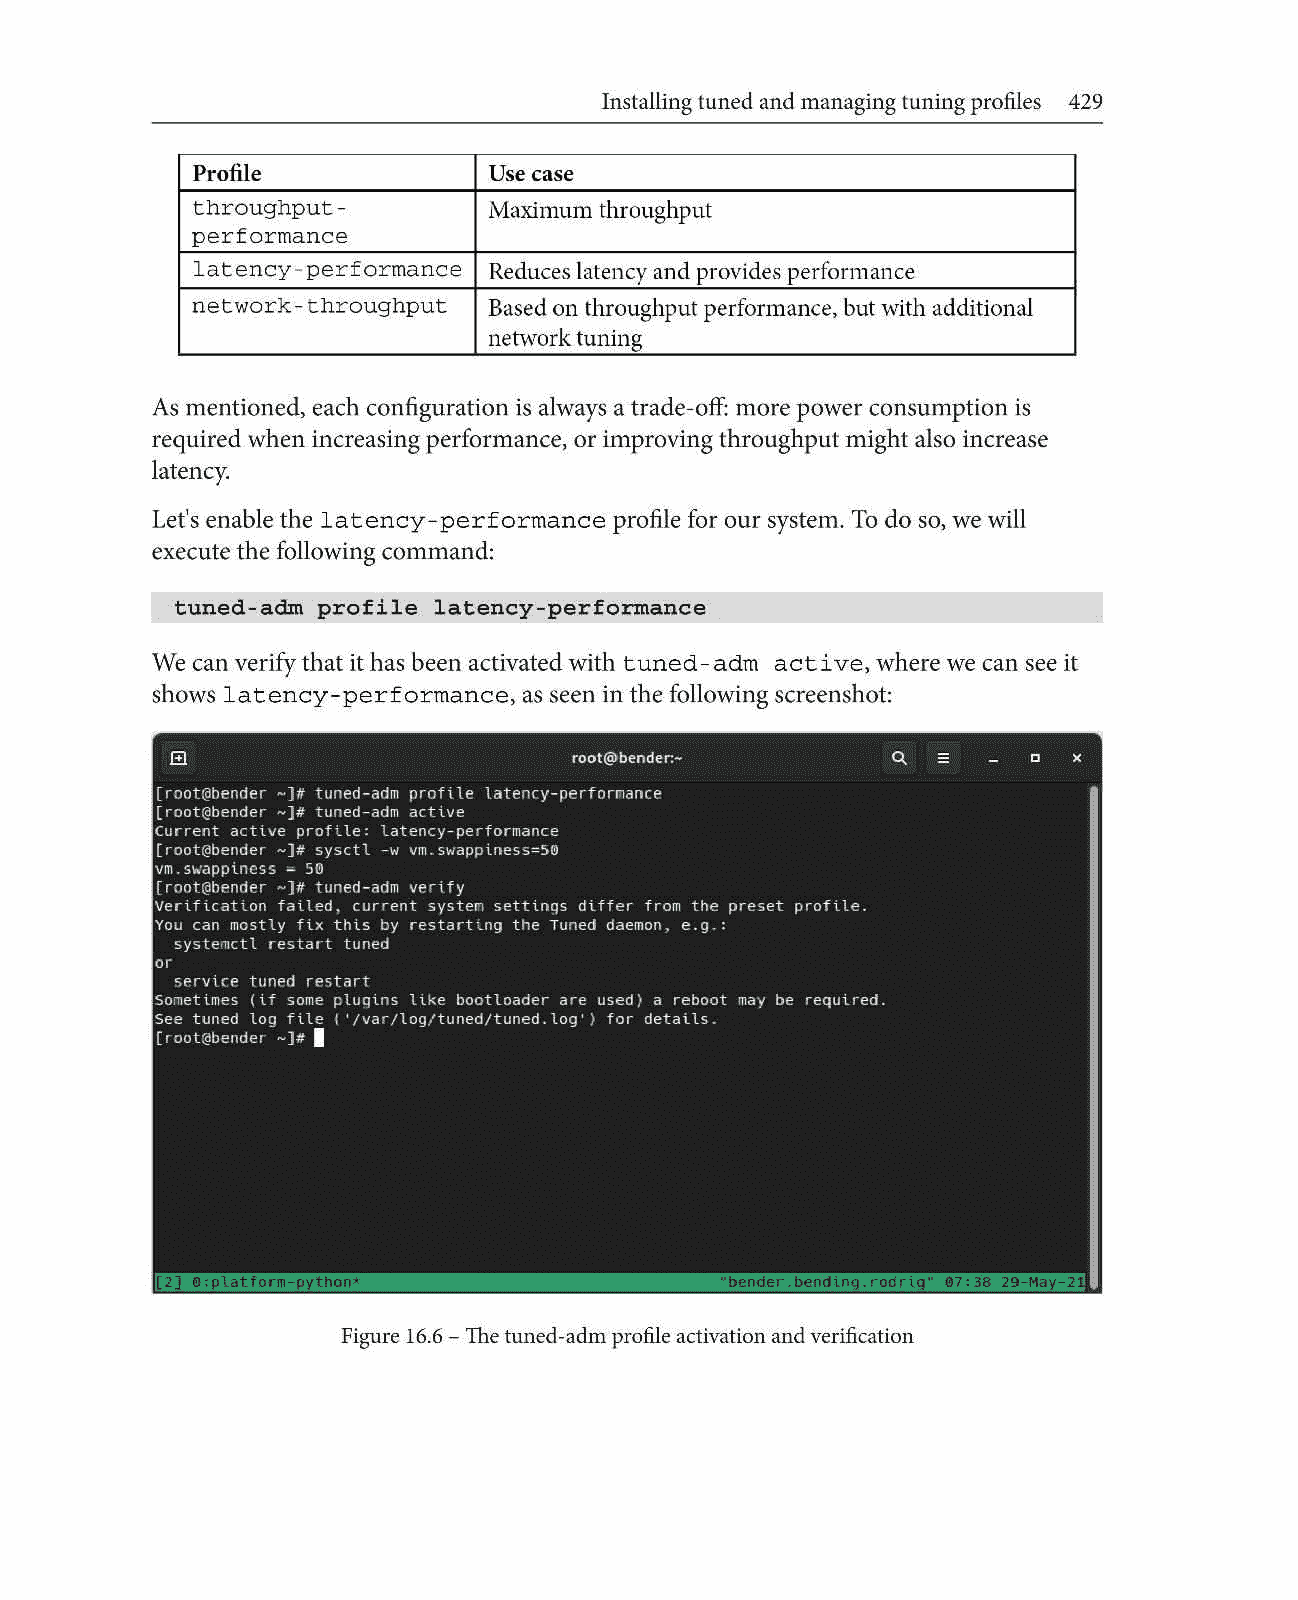 Installing tuned and managing tuning profiles 429
Profile Use case
throughput- Maximum throughput
performance
latency-performance Reduces latency and provides performance
network-throughput Based on throughput performance, but with additional
network tuning
As mentioned, each configuration is always a trade-off: more power consumption is
required when increasing performance, or improving throughput might also increase
latency.
Let's enable the latency-performance profile for our system. To do so, we will
execute the following command:
tuned-adm profile latency-performance
We can verify that it has been activated with tuned-adm active, where we can see it
shows latency-performance, as seen in the following screenshot:
root@bender:~
[root@bender ~]# tuned-adm profile latency-performance
[root@bender ~]# tuned-adm active
Current active profile: latency-performance
[root@bender ~]# sysctl -w vm.swappiness=50
vm.swappiness = 50
[root@bender ~]# tuned-adm verify
Verification failed, current system settings differ from the preset profile.
You can mostly fix this by restarting the Tuned daemon, e.g.:
systemctl restart tuned
or
service tuned restart
Sometimes (if some plugins like bootloader are used) a reboot may be required.
See tuned log file ('/var/log/tuned/tuned.log') for details.
[root@bender ~]#
[2] 0:platform-python* "bender.bending.rodrig" 07:38 29-May-21
Figure 16.6 – The tuned-adm profile activation and verification